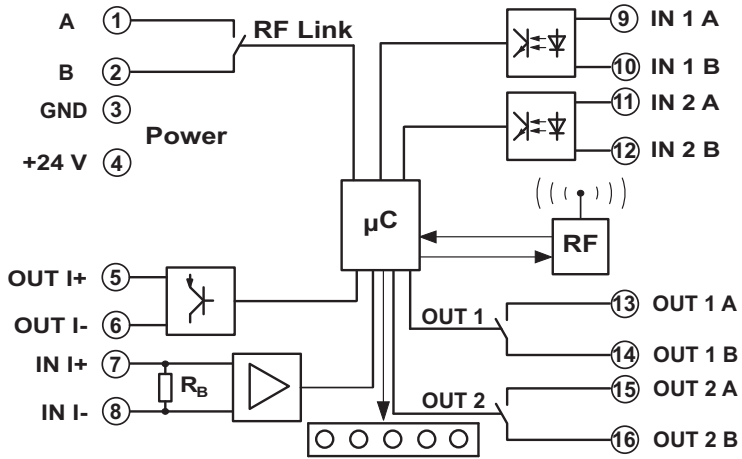 A 1
RF Link
B 2
GND 3
Power
+24 V 4
9 IN 1 A
10 IN 1 B
11 IN 2 A
12 IN 2 B
µC
RF
OUT I+ 5
OUT I- 6
IN I+ 7
RB
IN I- 8
OUT 1
13 OUT 1 A
14 OUT 1 B
OUT 2
15 OUT 2 A
16 OUT 2 B